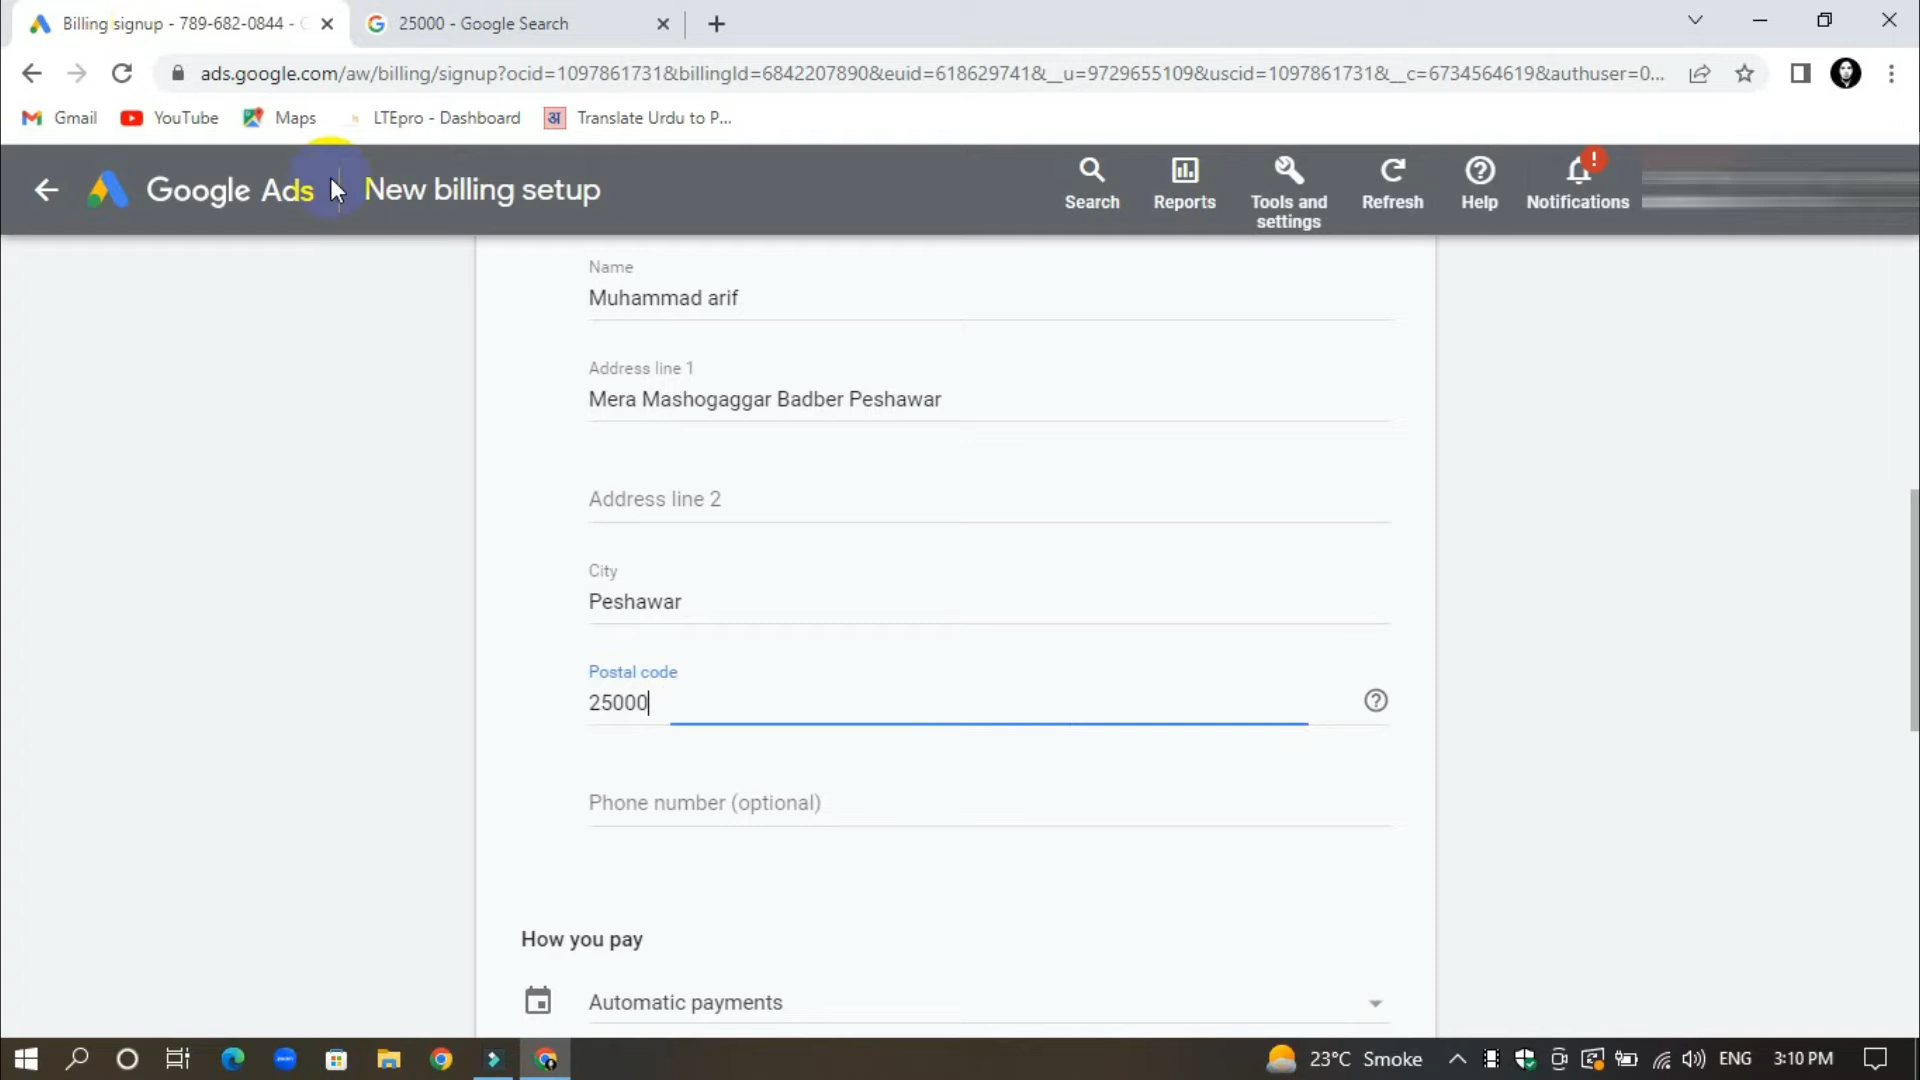 Billing signup - 789-682-0844 -
25000 - Google Search
ads.google.com/aw/billing/signup?ocid=1097861731&billingId=6842207890&euid=618629741&__u=9729655109&uscid=1097861731&__c=6734564619&authuser=0...
Gmail
YouTube
Maps
LTEpro - Dashboard
अ
Translate Urdu to P...
Google Ads
New billing setup
Search
Reports
Tools and
settings
Refresh
Help
!
Notifications
Name
Muhammad arif
Address line 1
Mera Mashogaggar Badber Peshawar
Address line 2
City
Peshawar
Postal code
25000
Phone number (optional)
How you pay
Automatic payments
23°C Smoke
ENG
3:10 PM